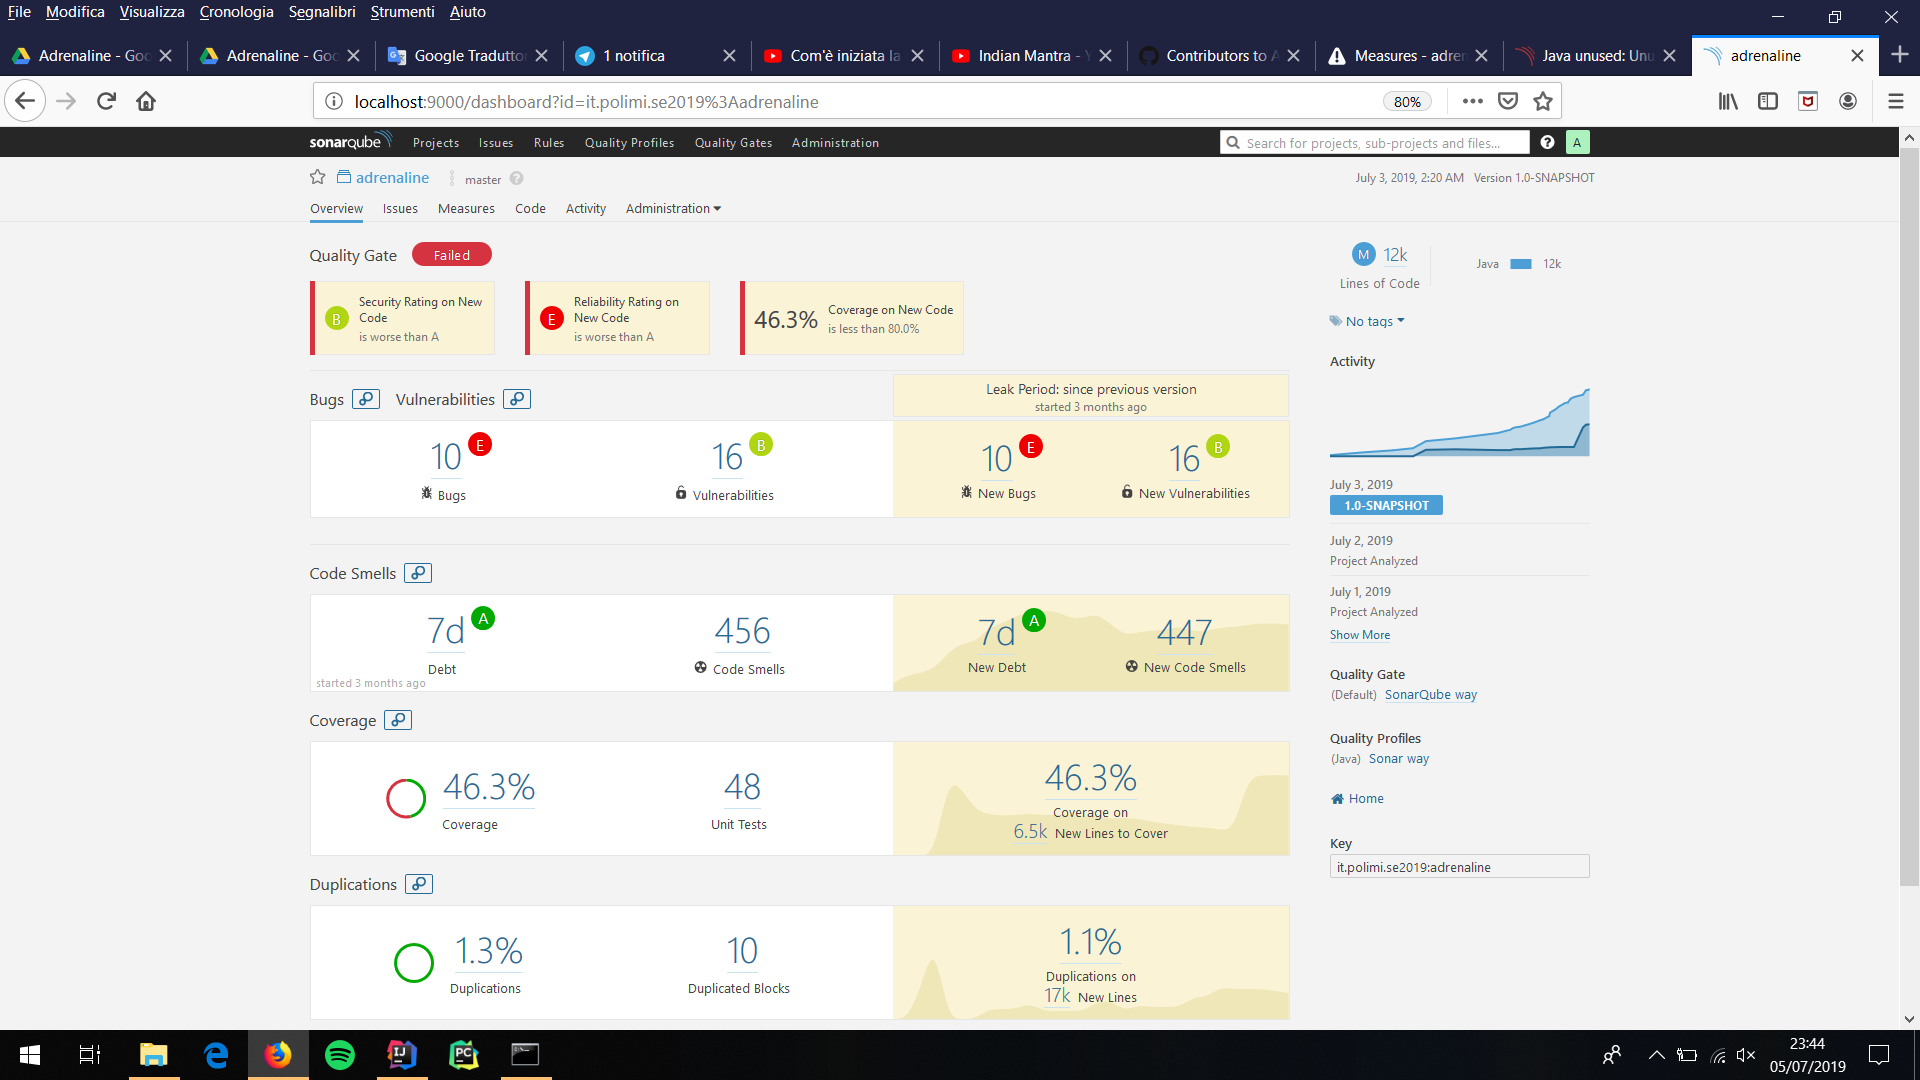 File Modifica Visualizza Cronologia Segnalibri Strumenti Aiuto
Adrenaline - Goo Adrenaline - Goo Google Traduttor 1 notifica Com'è iniziata la Indian Mantra - Y Contributors to A Measures - adren Java unused: Unu adrenaline
localhost:9000/dashboard?id=it.polimi.se2019%3Aadrenaline 80%
sonarqube Projects Issues Rules Quality Profiles Quality Gates Administration Search for projects, sub-projects and files... ? A
adrenaline master ? July 3, 2019, 2:20 AM Version 1.0-SNAPSHOT
Overview Issues Measures Code Activity Administration
Quality Gate Failed
B Security Rating on New Code
is worse than A
E Reliability Rating on New Code
is worse than A
46.3% Coverage on New Code
is less than 80.0%
Leak Period: since previous version
started 3 months ago
Bugs Vulnerabilities
10 E 16 B 10 E 16 B
Bugs Vulnerabilities New Bugs New Vulnerabilities
Code Smells
7d A 456 7d A 447
Debt Code Smells New Debt New Code Smells
started 3 months ago
Coverage
46.3% 48 46.3%
Coverage Unit Tests Coverage on
6.5k New Lines to Cover
Duplications
1.3% 10 1.1%
Duplications Duplicated Blocks Duplications on
17k New Lines
M 12k Java 12k
Lines of Code
No tags
Activity
July 3, 2019
1.0-SNAPSHOT
July 2, 2019
Project Analyzed
July 1, 2019
Project Analyzed
Show More
Quality Gate
(Default) SonarQube way
Quality Profiles
(Java) Sonar way
Home
Key
it.polimi.se2019:adrenaline
IJ PC 23:44
05/07/2019